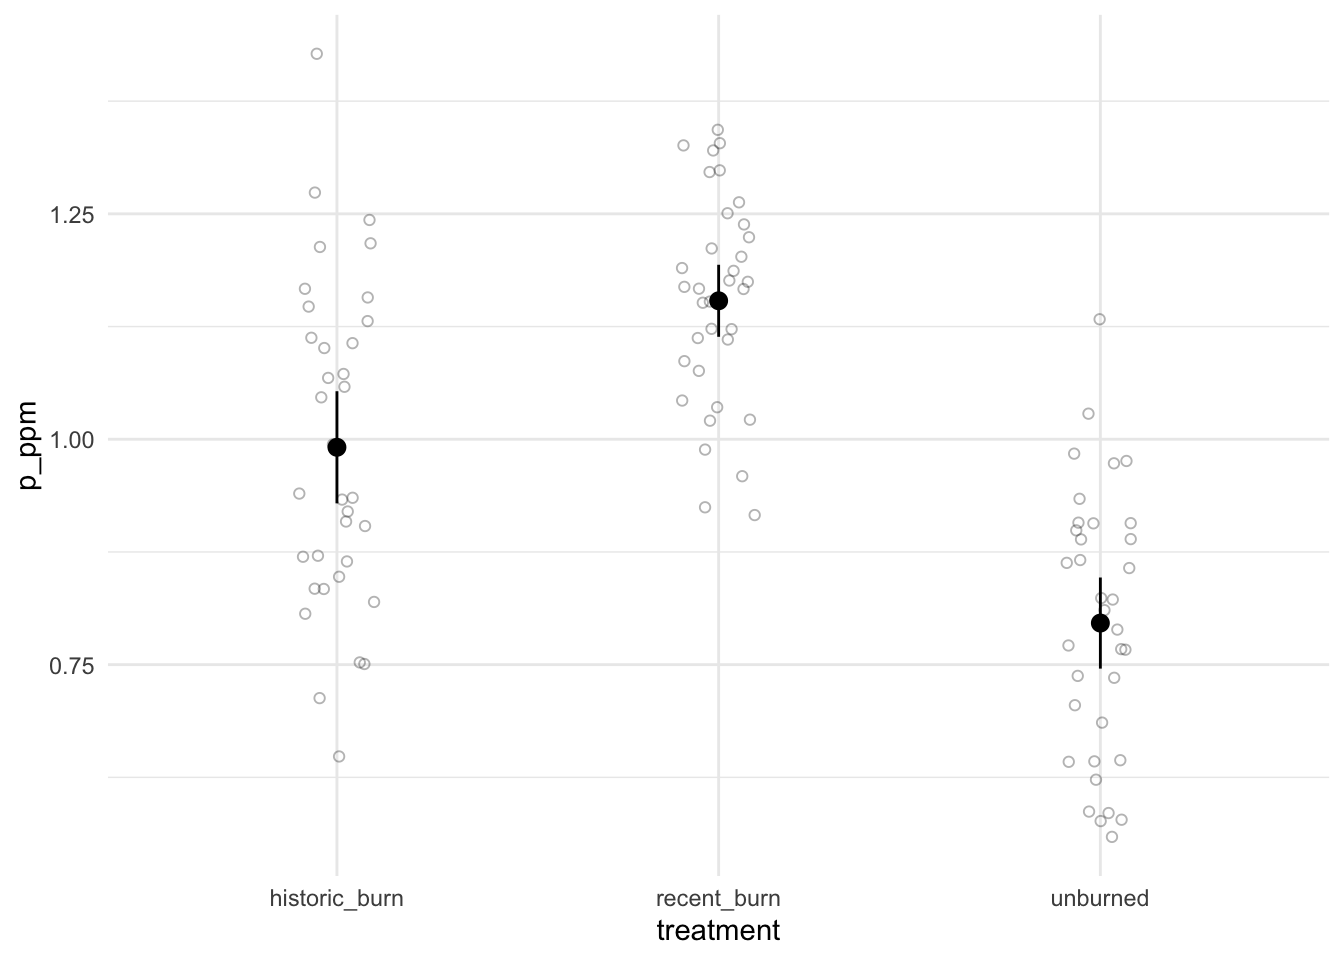 p_ppm
1.25
1.00
0.75
historic_burn
recent_burn
unburned
treatment